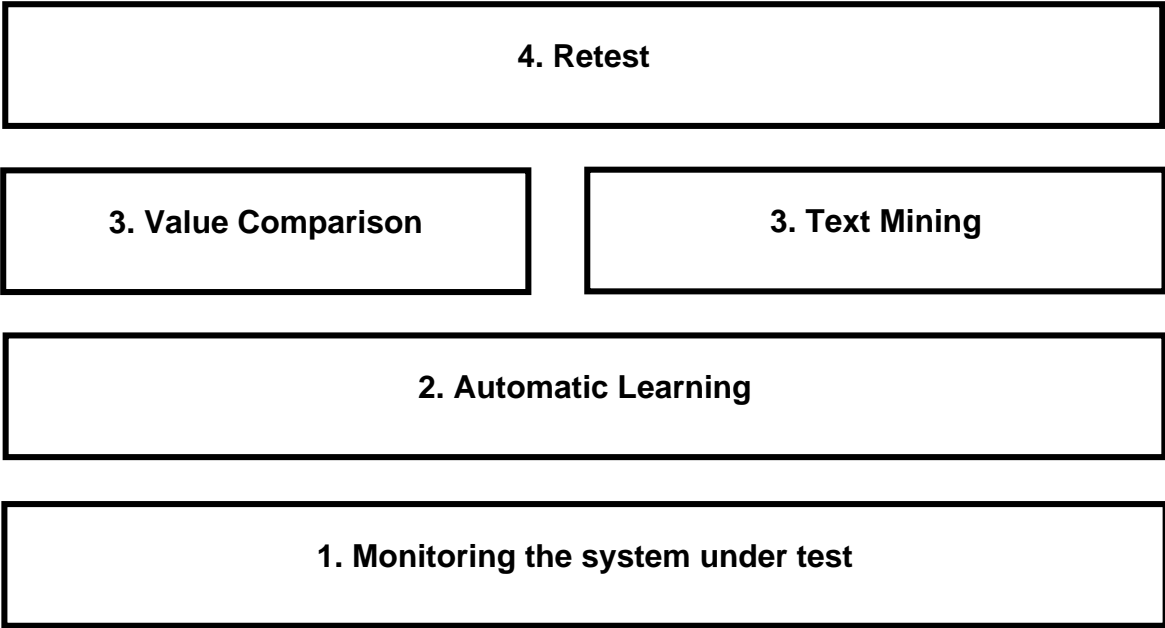 4. Retest
3. Value Comparison
3. Text Mining
2. Automatic Learning
1. Monitoring the system under test